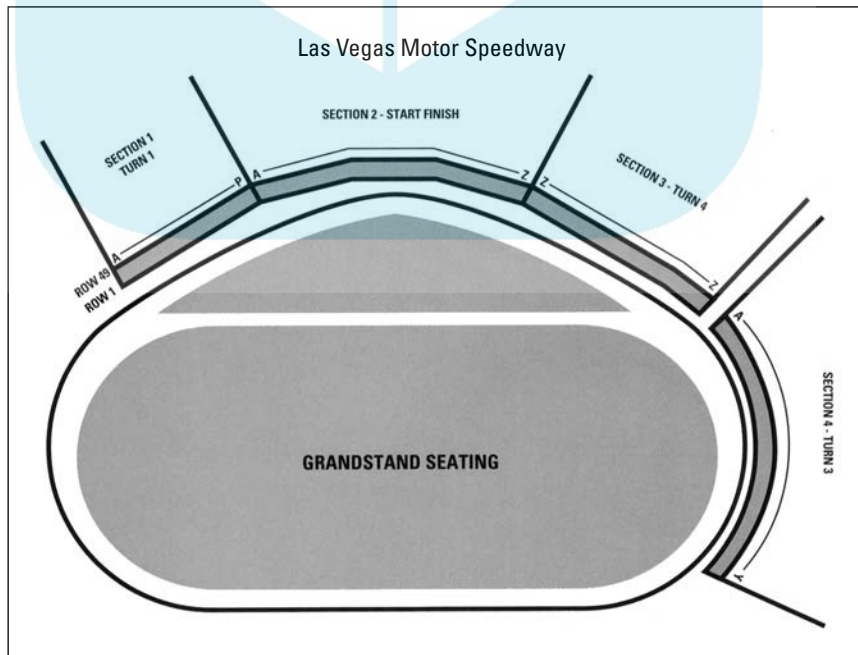 Las Vegas Motor Speedway
SECTION 2 - START FINISH
SECTION 1
TURN 1
SECTION 3 - TURN 4
P
A
Z
Z
A
ROW 49
ROW 1
Z
A
SECTION 4 - TURN 3
GRANDSTAND SEATING
Y